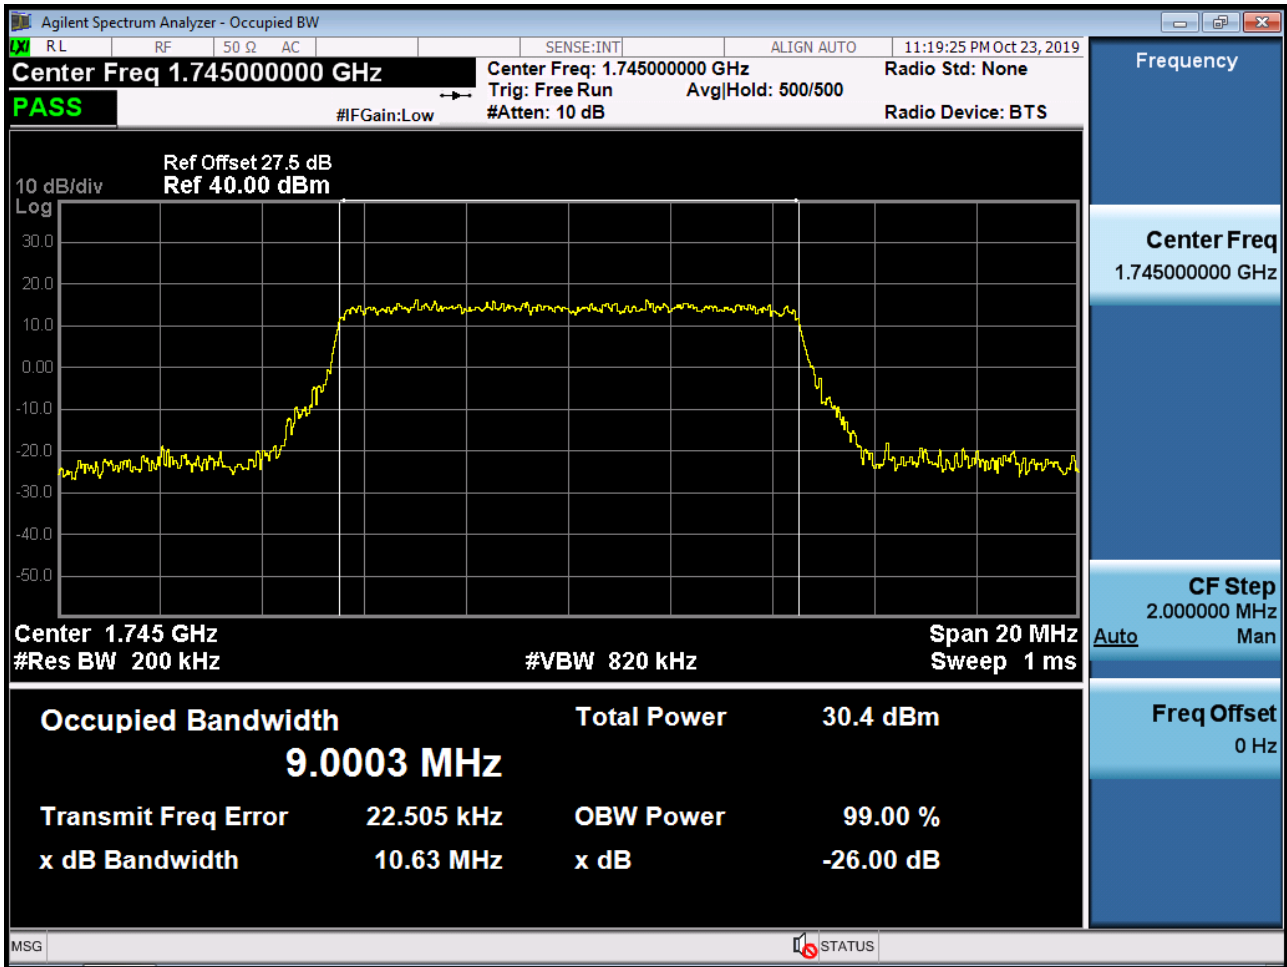 Agilent Spectrum Analyzer - Occupied BW
LXI RL RF 50 Ω AC SENSE:INT ALIGN AUTO 11:19:25 PM Oct 23, 2019
Center Freq 1.745000000 GHz
PASS
#IFGain:Low
Center Freq: 1.745000000 GHz
Trig: Free Run Avg|Hold: 500/500
#Atten: 10 dB
Radio Std: None
Radio Device: BTS
Ref Offset 27.5 dB
10 dB/div Ref 40.00 dBm
Log
30.0
20.0
10.0
0.00
-10.0
-20.0
-30.0
-40.0
-50.0
Center 1.745 GHz Span 20 MHz
#Res BW 200 kHz #VBW 820 kHz Sweep 1 ms
Occupied Bandwidth Total Power 30.4 dBm
9.0003 MHz
Transmit Freq Error 22.505 kHz OBW Power 99.00 %
x dB Bandwidth 10.63 MHz x dB -26.00 dB
MSG STATUS
Frequency
Center Freq
1.745000000 GHz
CF Step
2.000000 MHz
Auto Man
Freq Offset
0 Hz